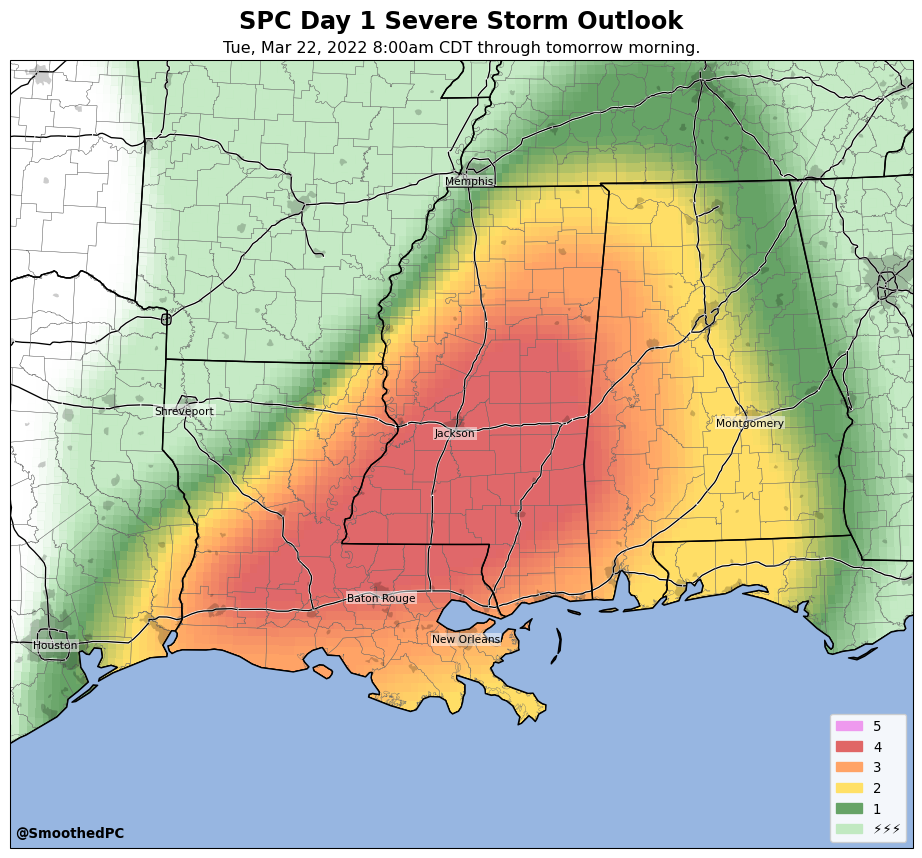 SPC Day 1 Severe Storm Outlook
Tue, Mar 22, 2022 8:00am CDT through tomorrow morning.
Memphis
Shreveport
Jackson
Montgomery
Baton Rouge
New Orleans
Houston
5
4
3
2
1
⚡⚡⚡
@SmoothedPC